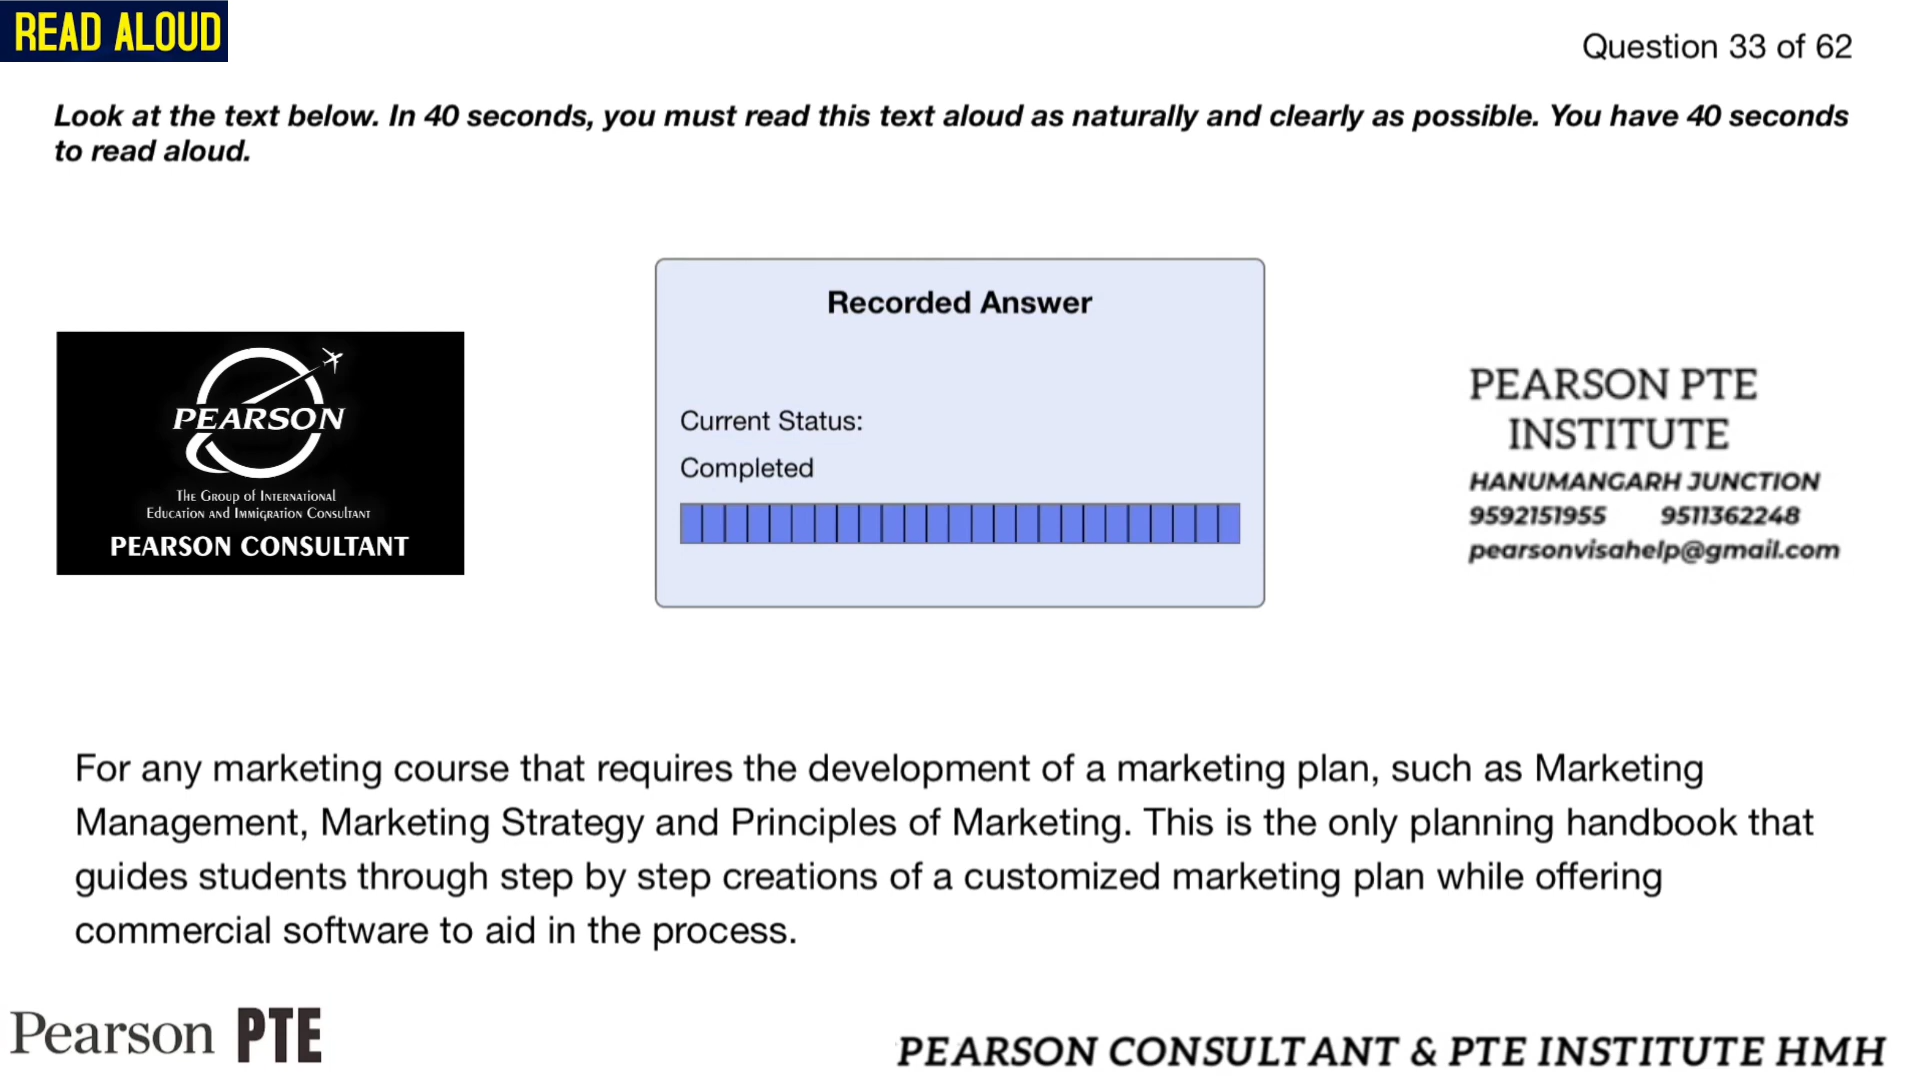 READ ALOUD
Question 33 of 62
Look at the text below. In 40 seconds, you must read this text aloud as naturally and clearly as possible. You have 40 seconds
to read aloud.
PEARSON
The Group of International
Education and Immigration Consultant
PEARSON CONSULTANT
Recorded Answer
Current Status:
Completed
PEARSON PTE
INSTITUTE
HANUMANGARH JUNCTION
9592151955 9511362248
pearsonvisahelp@gmail.com
For any marketing course that requires the development of a marketing plan, such as Marketing
Management, Marketing Strategy and Principles of Marketing. This is the only planning handbook that
guides students through step by step creations of a customized marketing plan while offering
commercial software to aid in the process.
Pearson PTE
PEARSON CONSULTANT & PTE INSTITUTE HMH